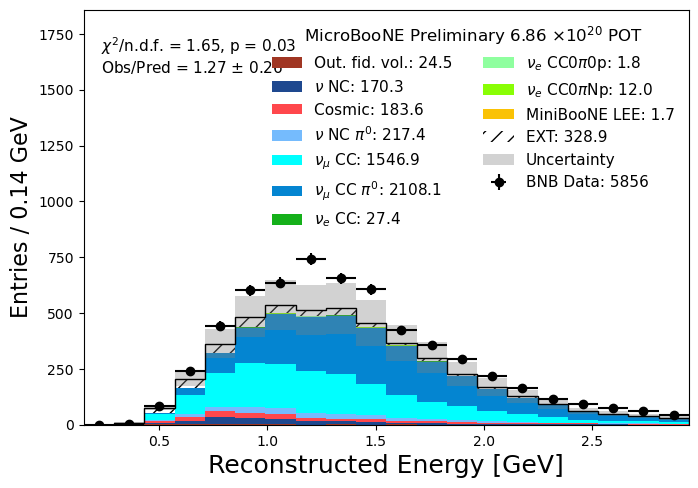 MicroBooNE Preliminary 6.86 ×10²⁰ POT
χ²/n.d.f. = 1.65, p = 0.03
Obs/Pred = 1.27 ± 0.26
Out. fid. vol.: 24.5
ν NC: 170.3
Cosmic: 183.6
ν NC π⁰: 217.4
ν_μ CC: 1546.9
ν_μ CC π⁰: 2108.1
ν_e CC: 27.4
ν_e CC0π0p: 1.8
ν_e CC0πNp: 12.0
MiniBooNE LEE: 1.7
EXT: 328.9
Uncertainty
BNB Data: 5856
Entries / 0.14 GeV
1750
1500
1250
1000
750
500
250
0
0.5
1.0
1.5
2.0
2.5
Reconstructed Energy [GeV]